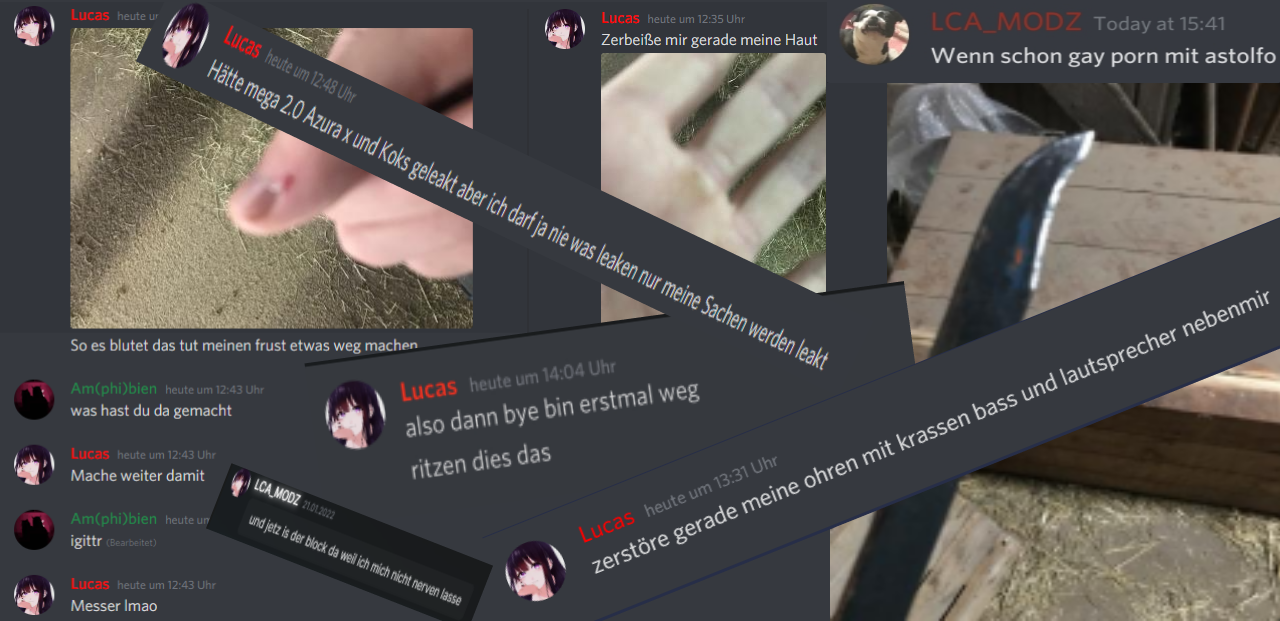 Lucas heute
So es blutet das tut meinen frust etwas weg machen
Am(phi)bien heute um 12:43 Uhr
was hast du da gemacht
Lucas heute um 12:43 Uhr
Mache weiter damit
Am(phi)bien heute
igittr (Bearbeitet)
Lucas heute um 12:43 Uhr
Messer lmao
Lucas heute um 12:48 Uhr
Hätte mega 2.0 Azura x und Koks geleakt aber ich darf ja nie was leaken nur meine Sachen werden leakt
Lucas heute um 12:35 Uhr
Zerbeiße mir gerade meine Haut
LCA_MODZ Today at 15:41
Wenn schon gay porn mit astolfo
Lucas heute um 14:04 Uhr
also dann bye bin erstmal weg
ritzen dies das
LCA_MODZ 21.01.2022
und jetz is der block da weil ich mich nicht nerven lasse
Lucas heute um 13:31 Uhr
zerstöre gerade meine ohren mit krassen bass und lautsprecher nebenmir